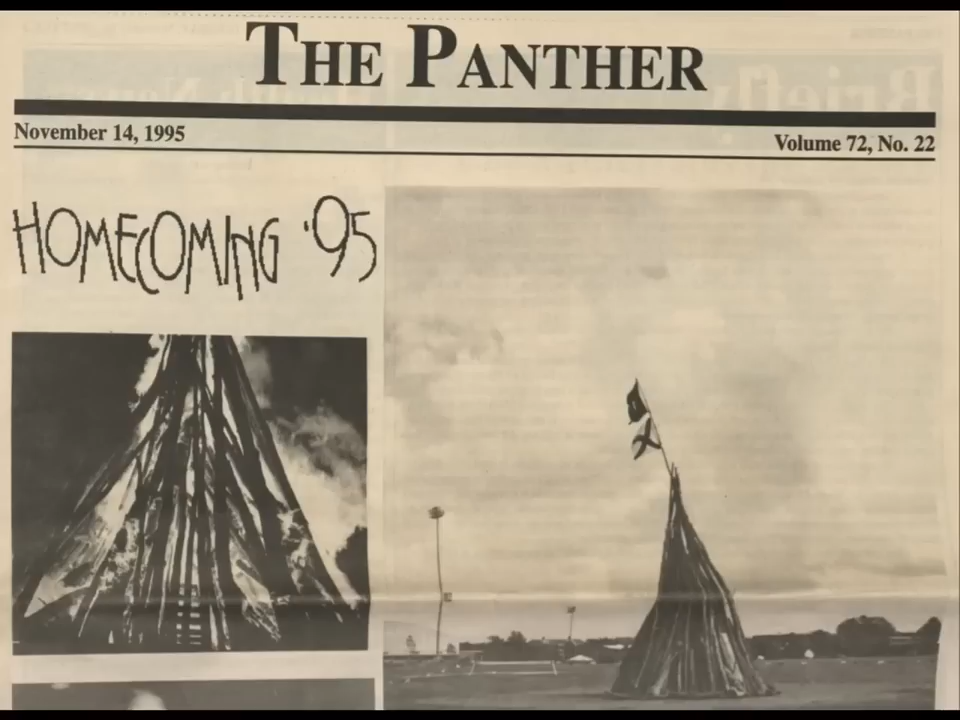 THE PANTHER
November 14, 1995
Volume 72, No. 22
HOMECOMING '95